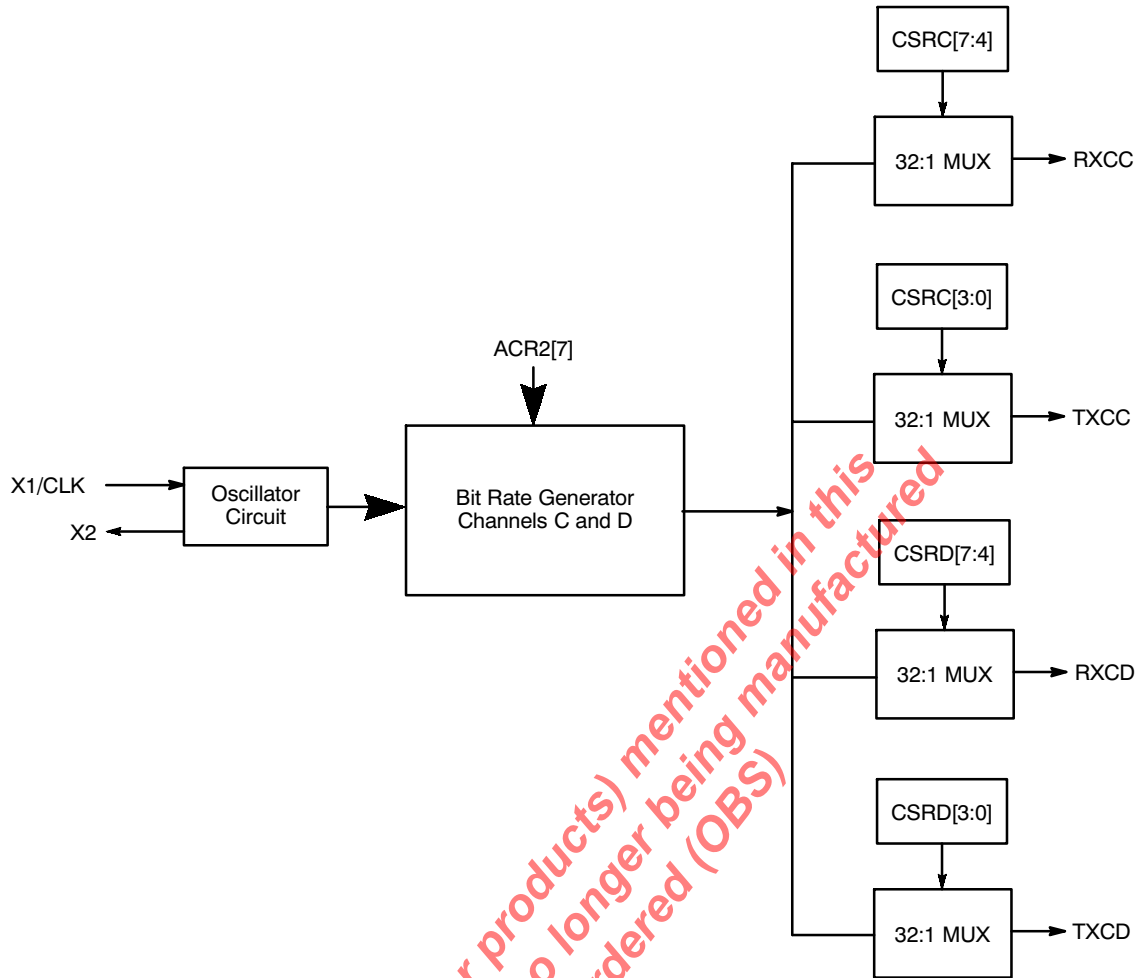 CSRC[7:4]
32:1 MUX
RXCC
CSRC[3:0]
32:1 MUX
TXCC
ACR2[7]
X1/CLK
X2
Oscillator
Circuit
Bit Rate Generator
Channels C and D
CSRD[7:4]
32:1 MUX
RXCD
CSRD[3:0]
32:1 MUX
TXCD
products) mentioned in this
longer being manufactured
(OBS)